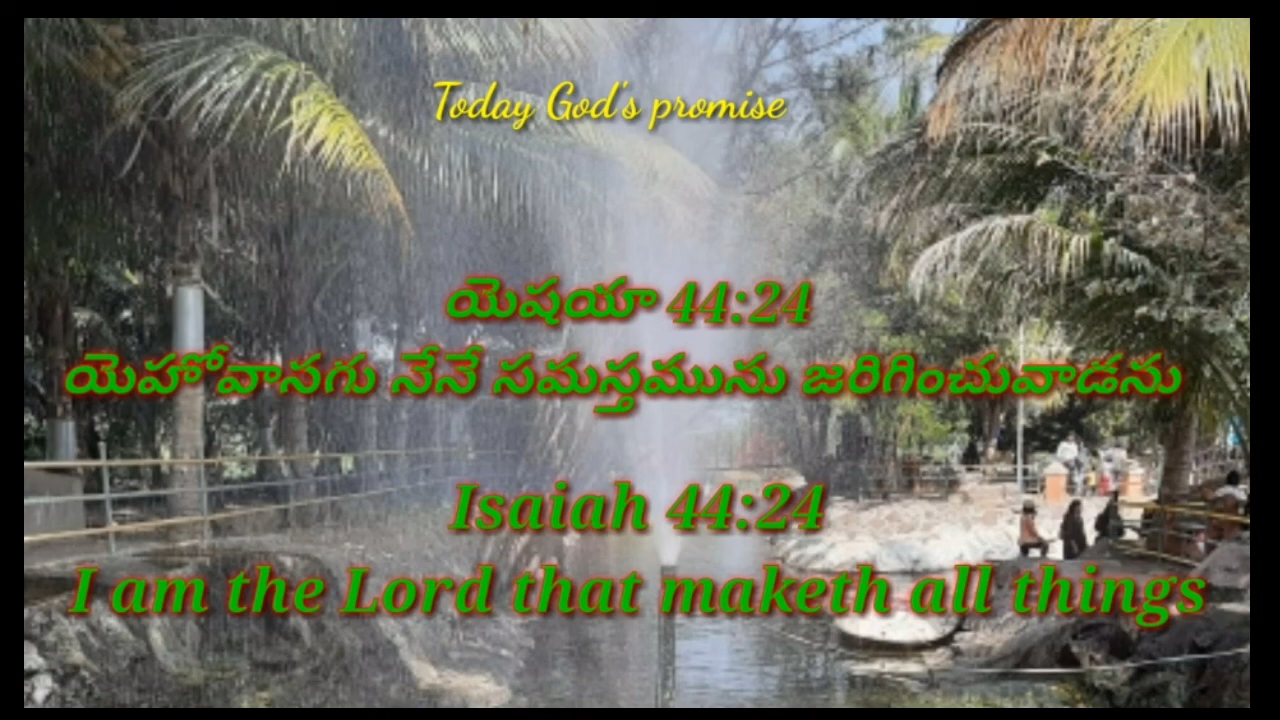 Today God's promise
యెషయా 44:24
యెహోవానగు నేనే సమస్తమును జరిగించువాడను
Isaiah 44:24
I am the Lord that maketh all things